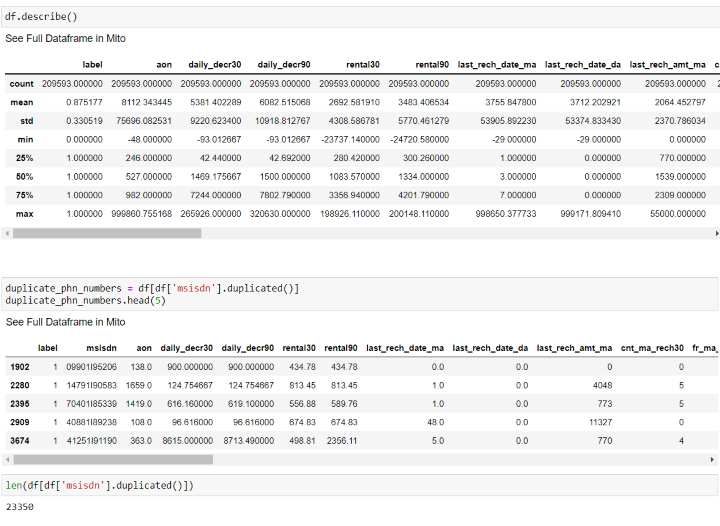 df.describe()
See Full Dataframe in Mito
label aon daily_decr30 daily_decr90 rental30 rental90 last_rech_date_ma last_rech_date_da last_rech_amt_ma c
count 209593.000000 209593.000000 209593.000000 209593.000000 209593.000000 209593.000000 209593.000000 209593.000000 209593.000000 2
mean 0.875177 8112.343445 5381.402289 6082.515068 2692.581910 3483.406534 3755.847800 3712.202921 2064.452797
std 0.330519 75696.082531 9220.623400 10918.812767 4308.586781 5770.461279 53905.892230 53374.833430 2370.786034
min 0.000000 -48.000000 -93.012667 -93.012667 -23737.140000 -24720.580000 -29.000000 -29.000000 0.000000
25% 1.000000 246.000000 42.440000 42.692000 280.420000 300.260000 1.000000 0.000000 770.000000
50% 1.000000 527.000000 1469.175667 1500.000000 1083.570000 1334.000000 3.000000 0.000000 1539.000000
75% 1.000000 982.000000 7244.000000 7802.790000 3356.940000 4201.790000 7.000000 0.000000 2309.000000
max 1.000000 999860.755168 265926.000000 320630.000000 198926.110000 200148.110000 998650.377733 999171.809410 55000.000000
duplicate_phn_numbers = df[df['msisdn'].duplicated()]
duplicate_phn_numbers.head(5)
See Full Dataframe in Mito
label msisdn aon daily_decr30 daily_decr90 rental30 rental90 last_rech_date_ma last_rech_date_da last_rech_amt_ma cnt_ma_rech30 fr_ma_
1902 1 09901I95206 138.0 900.000000 900.000000 434.78 434.78 0.0 0.0 0 0
2280 1 14791I90583 1659.0 124.754667 124.754667 813.45 813.45 1.0 0.0 4048 5
2395 1 70401I85339 1419.0 616.160000 619.100000 556.88 589.76 1.0 0.0 773 5
2909 1 40881I89238 108.0 96.616000 96.616000 674.83 674.83 48.0 0.0 11327 0
3674 1 41251I91190 363.0 8615.000000 8713.490000 498.81 2356.11 5.0 0.0 770 4
len(df[df['msisdn'].duplicated()])
23350